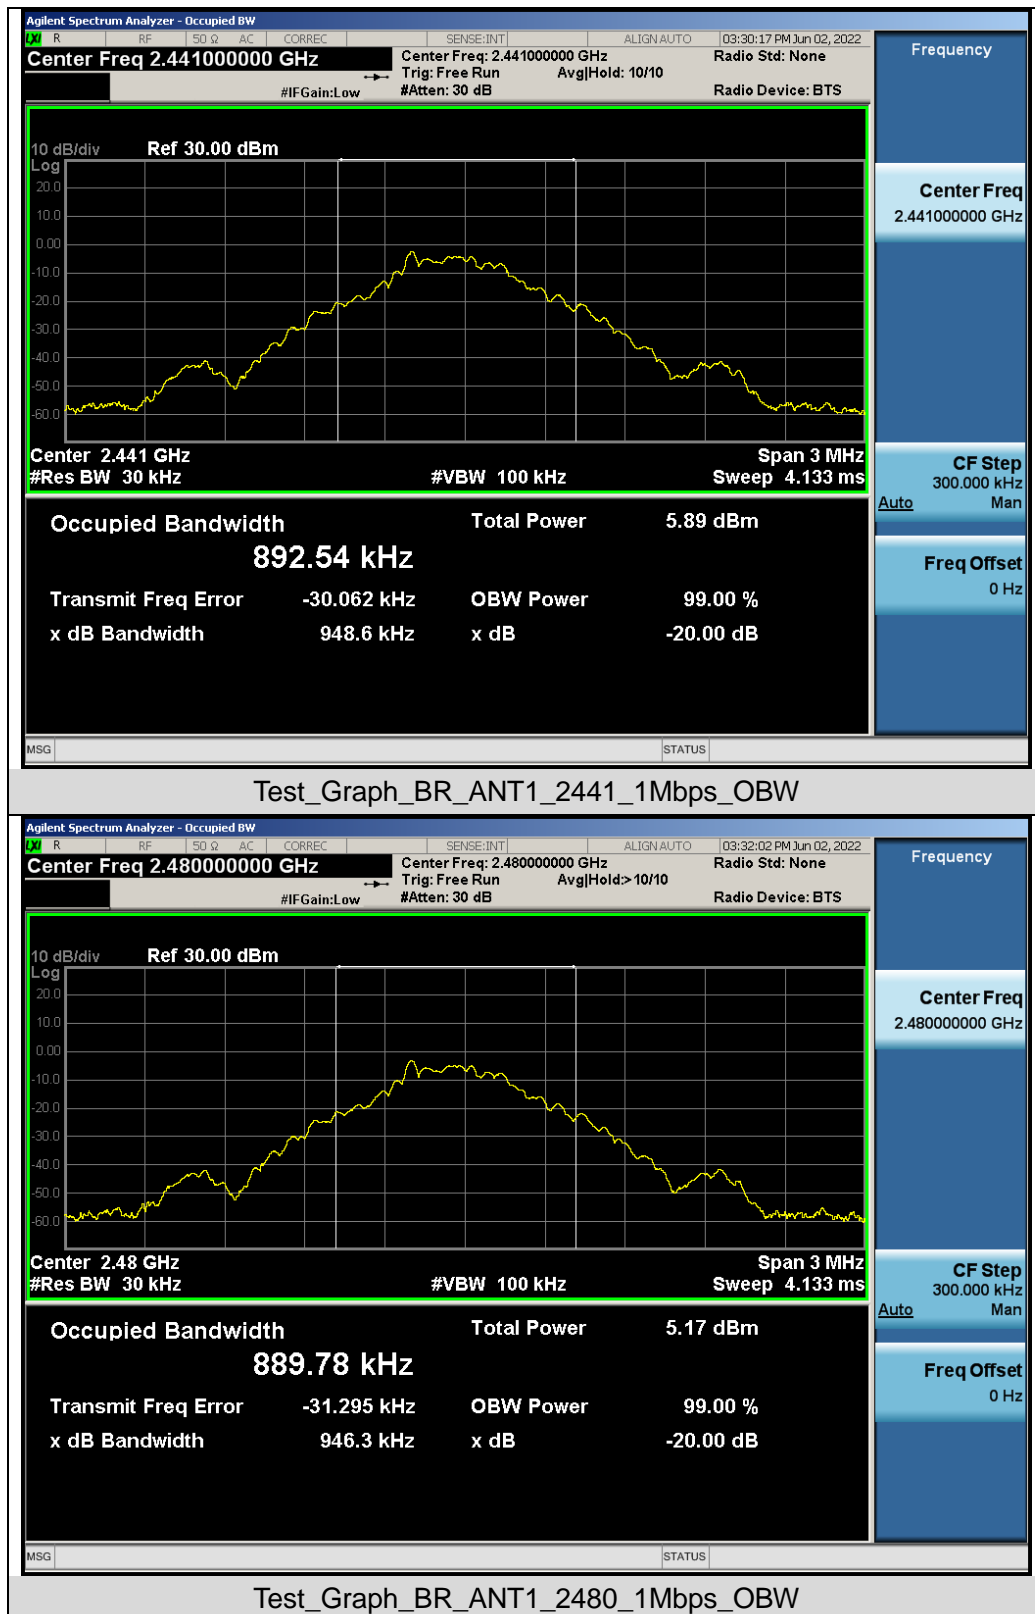 Agilent Spectrum Analyzer - Occupied BW
LXI R RF 50 Ω AC CORREC SENSE:INT ALIGN AUTO 03:30:17 PM Jun 02, 2022
Center Freq 2.441000000 GHz Center Freq: 2.441000000 GHz Radio Std: None Frequency
Trig: Free Run Avg|Hold: 10/10
#IFGain:Low #Atten: 30 dB Radio Device: BTS
10 dB/div Ref 30.00 dBm
Log
20.0
10.0
0.00
-10.0
-20.0
-30.0
-40.0
-50.0
-60.0
Center Freq
2.441000000 GHz
Center 2.441 GHz Span 3 MHz
#Res BW 30 kHz #VBW 100 kHz Sweep 4.133 ms
CF Step
300.000 kHz
Auto Man
Occupied Bandwidth Total Power 5.89 dBm
892.54 kHz
Transmit Freq Error -30.062 kHz OBW Power 99.00 %
x dB Bandwidth 948.6 kHz x dB -20.00 dB
Freq Offset
0 Hz
MSG STATUS
Test_Graph_BR_ANT1_2441_1Mbps_OBW
Agilent Spectrum Analyzer - Occupied BW
LXI R RF 50 Ω AC CORREC SENSE:INT ALIGN AUTO 03:32:02 PM Jun 02, 2022
Center Freq 2.480000000 GHz Center Freq: 2.480000000 GHz Radio Std: None Frequency
Trig: Free Run Avg|Hold:> 10/10
#IFGain:Low #Atten: 30 dB Radio Device: BTS
10 dB/div Ref 30.00 dBm
Log
20.0
10.0
0.00
-10.0
-20.0
-30.0
-40.0
-50.0
-60.0
Center Freq
2.480000000 GHz
Center 2.48 GHz Span 3 MHz
#Res BW 30 kHz #VBW 100 kHz Sweep 4.133 ms
CF Step
300.000 kHz
Auto Man
Occupied Bandwidth Total Power 5.17 dBm
889.78 kHz
Transmit Freq Error -31.295 kHz OBW Power 99.00 %
x dB Bandwidth 946.3 kHz x dB -20.00 dB
Freq Offset
0 Hz
MSG STATUS
Test_Graph_BR_ANT1_2480_1Mbps_OBW